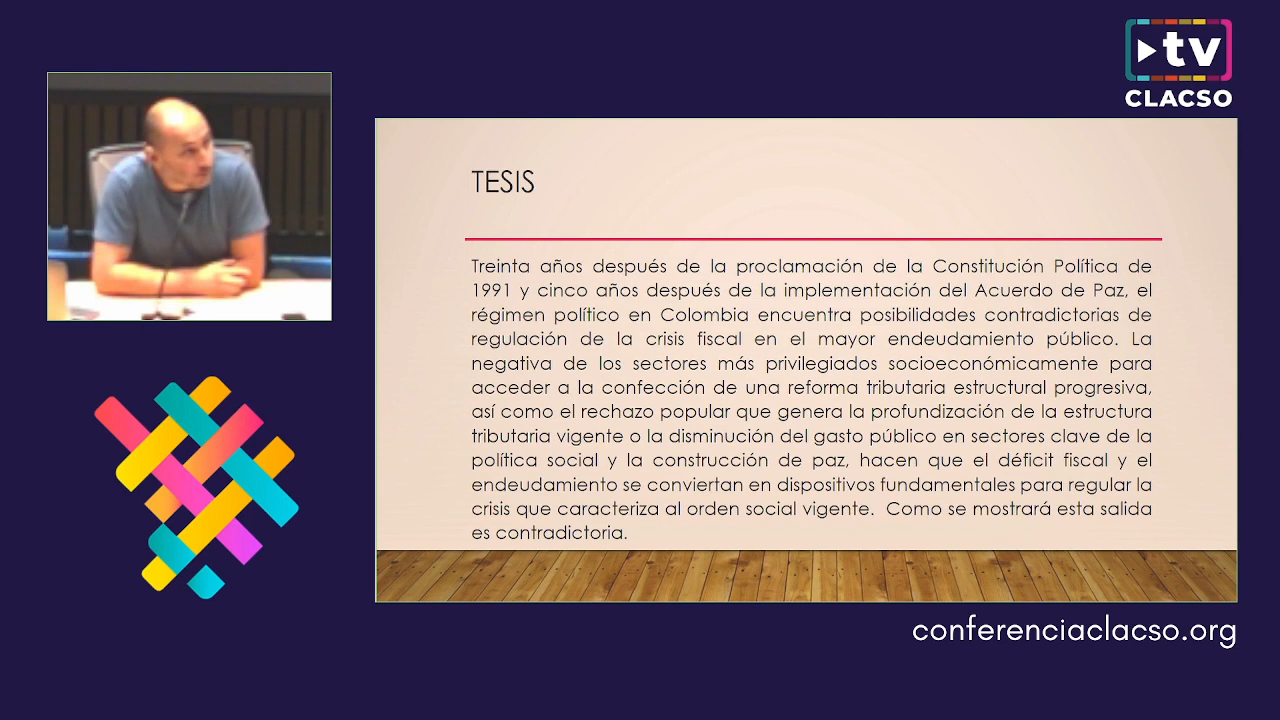 tv
CLACSO
TESIS
Treinta años después de la proclamación de la Constitución Política de
1991 y cinco años después de la implementación del Acuerdo de Paz, el
régimen político en Colombia encuentra posibilidades contradictorias de
regulación de la crisis fiscal en el mayor endeudamiento público. La
negativa de los sectores más privilegiados socioeconómicamente para
acceder a la confección de una reforma tributaria estructural progresiva,
así como el rechazo popular que genera la profundización de la estructura
tributaria vigente o la disminución del gasto público en sectores clave de la
política social y la construcción de paz, hacen que el déficit fiscal y el
endeudamiento se conviertan en dispositivos fundamentales para regular la
crisis que caracteriza al orden social vigente.  Como se mostrará esta salida
es contradictoria.
conferenciaclacso.org